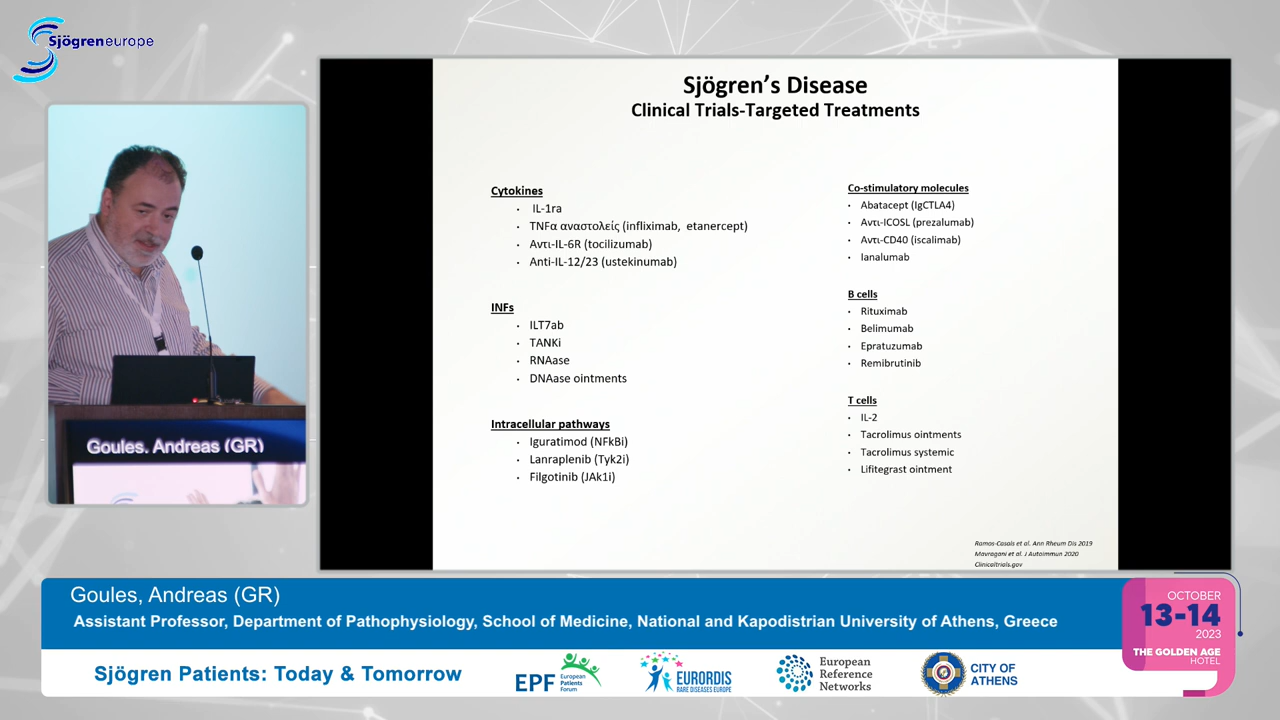 Sjögreneurope
Sjögren's Disease
Clinical Trials-Targeted Treatments
Cytokines
• IL-1ra
• TNFα αναστολείς (infliximab, etanercept)
• Αντι-IL-6R (tocilizumab)
• Anti-IL-12/23 (ustekinumab)
INFs
• ILT7ab
• TANKi
• RNAase
• DNAase ointments
Intracellular pathways
• Iguratimod (NFkBi)
• Lanraplenib (Tyk2i)
• Filgotinib (JAk1i)
Co-stimulatory molecules
• Abatacept (IgCTLA4)
• Αντι-ICOSL (prezalumab)
• Αντι-CD40 (iscalimab)
• Ianalumab
B cells
• Rituximab
• Belimumab
• Epratuzumab
• Remibrutinib
T cells
• IL-2
• Tacrolimus ointments
• Tacrolimus systemic
• Lifitegrast ointment
Ramos-Casals et al. Ann Rheum Dis 2019
Mavragani et al. J Autoimmun 2020
Clinicaltrials.gov
Goules, Andreas (GR)
Goules, Andreas (GR)
Assistant Professor, Department of Pathophysiology, School of Medicine, National and Kapodistrian University of Athens, Greece
OCTOBER
13-14
2023
THE GOLDEN AGE
HOTEL
Sjögren Patients: Today & Tomorrow
EPF European
Patients
Forum
EURORDIS
RARE DISEASES EUROPE
European
Reference
Networks
CITY OF
ATHENS